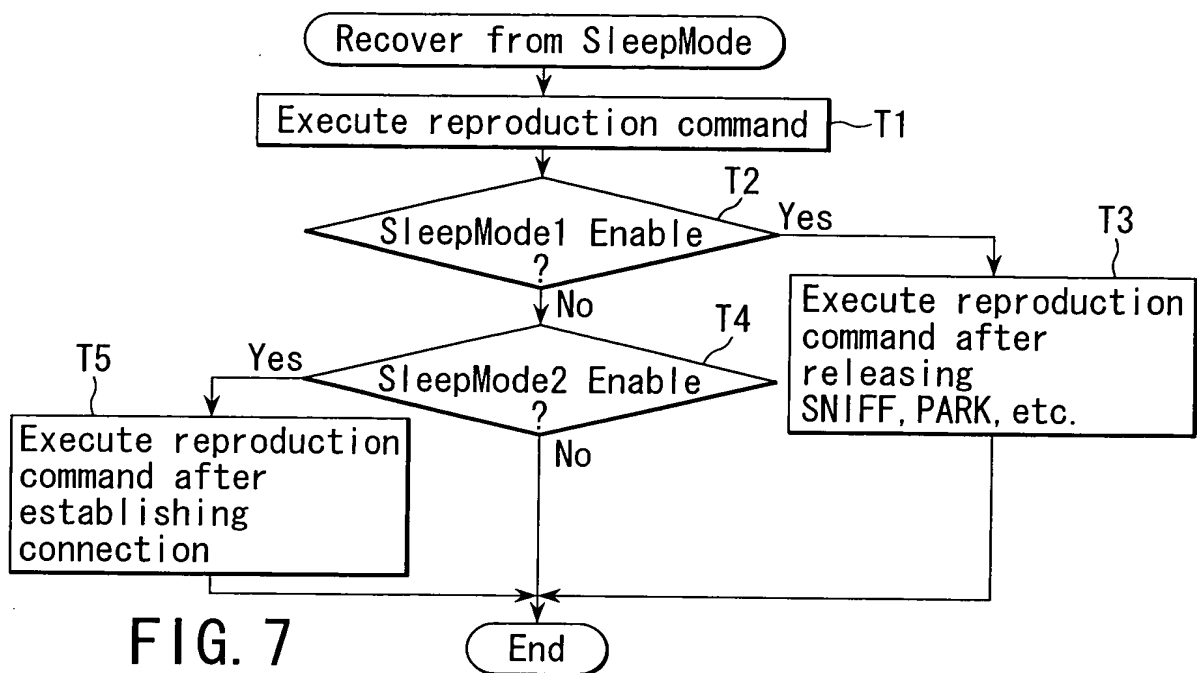 Recover from SleepMode
Execute reproduction command
T1
T2
SleepMode1 Enable
?
Yes
No
T3
Execute reproduction
command after
releasing
SNIFF, PARK, etc.
T4
SleepMode2 Enable
?
Yes
No
T5
Execute reproduction
command after
establishing
connection
End
FIG. 7